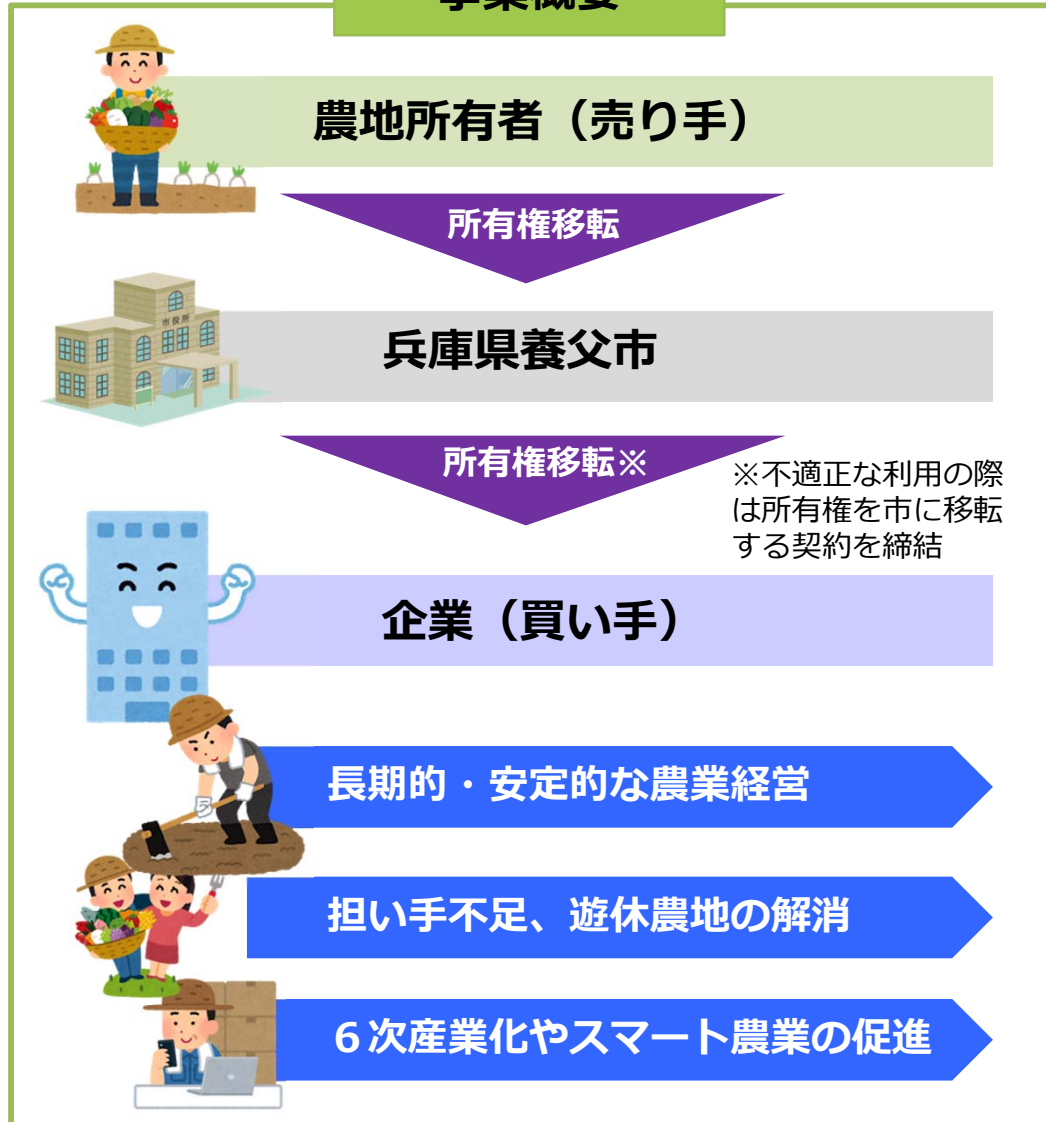 事業概要
農地所有者（売り手）
所有権移転
市役所
兵庫県養父市
所有権移転※
※不適正な利用の際
は所有権を市に移転
する契約を締結
企業（買い手）
長期的・安定的な農業経営
担い手不足、遊休農地の解消
６次産業化やスマート農業の促進